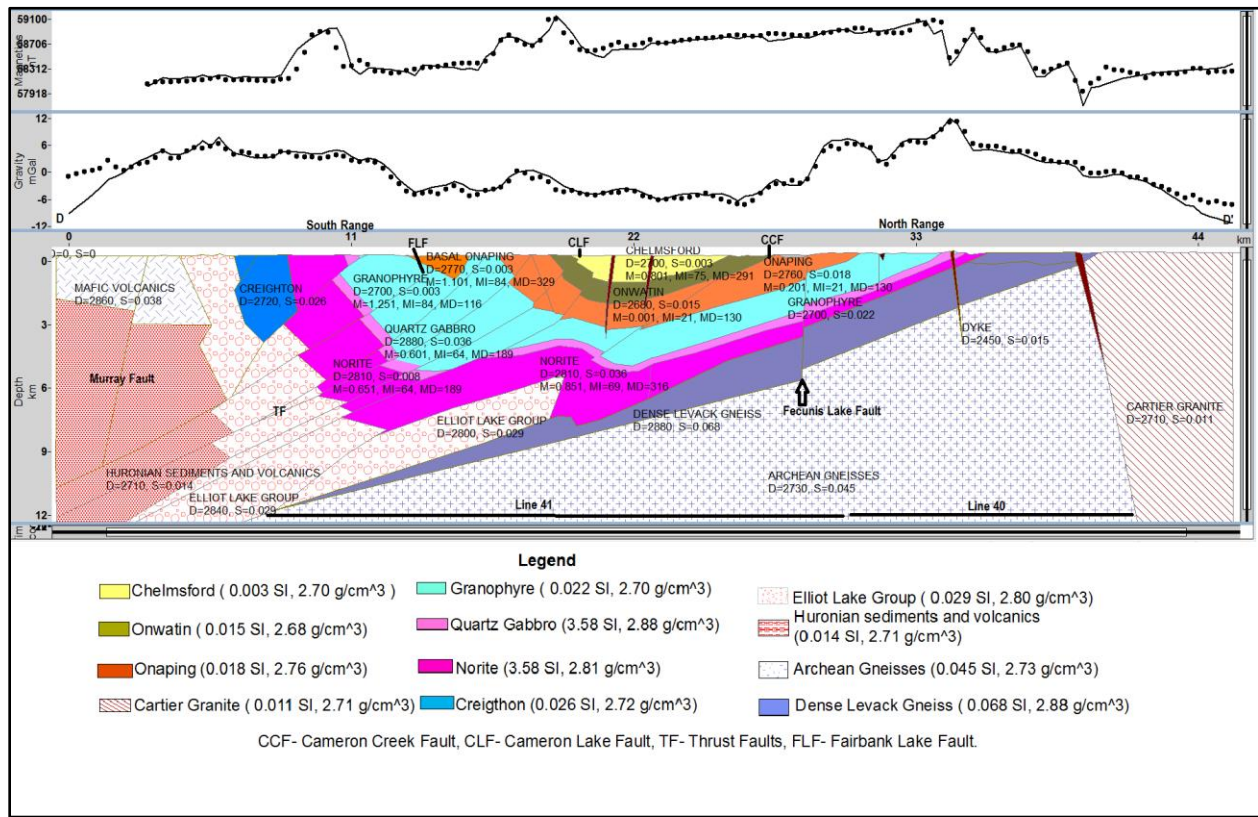 59100
58706
58312
57918
Magnetics
nT
12
6
0
-6
-12
Gravity
mGal
D
D'
South Range
North Range
0
11
22
33
44
km
FLF
CLF
CCF
D=0, S=0
0
3
6
9
12
Depth
km
MAFIC VOLCANICS
D=2860, S=0.038
CREIGHTON
D=2720, S=0.026
GRANOPHYRE
D=2700, S=0.003
M=1.251, MI=84, MD=116
BASAL ONAPING
D=2770, S=0.003
M=1.101, MI=84, MD=329
CHELMSFORD
D=2700, S=0.003
M=0.801, MI=75, MD=291
ONWATIN
D=2680, S=0.015
M=0.001, MI=21, MD=130
ONAPING
D=2760, S=0.018
M=0.201, MI=21, MD=130
GRANOPHYRE
D=2700, S=0.022
QUARTZ GABBRO
D=2880, S=0.036
M=0.601, MI=64, MD=189
NORITE
D=2810, S=0.008
M=0.651, MI=64, MD=189
NORITE
D=2810, S=0.036
M=0.851, MI=69, MD=316
DYKE
D=2450, S=0.015
Murray Fault
TF
ELLIOT LAKE GROUP
D=2800, S=0.029
DENSE LEVACK GNEISS
D=2880, S=0.068
Fecunis Lake Fault
CARTIER GRANITE
D=2710, S=0.011
HURONIAN SEDIMENTS AND VOLCANICS
D=2710, S=0.014
ELLIOT LAKE GROUP
D=2840, S=0.029
ARCHEAN GNEISSES
D=2730, S=0.045
Line 41
Line 40
Legend
Chelmsford ( 0.003 SI, 2.70 g/cm^3 )
Granophyre ( 0.022 SI, 2.70 g/cm^3)
Elliot Lake Group ( 0.029 SI, 2.80 g/cm^3)
Onwatin ( 0.015 SI, 2.68 g/cm^3)
Quartz Gabbro (3.58 SI, 2.88 g/cm^3)
Huronian sediments and volcanics
(0.014 SI, 2.71 g/cm^3)
Onaping (0.018 SI, 2.76 g/cm^3)
Norite (3.58 SI, 2.81 g/cm^3)
Archean Gneisses (0.045 SI, 2.73 g/cm^3)
Cartier Granite ( 0.011 SI, 2.71 g/cm^3)
Creigthon (0.026 SI, 2.72 g/cm^3)
Dense Levack Gneiss ( 0.068 SI, 2.88 g/cm^3)
CCF- Cameron Creek Fault, CLF- Cameron Lake Fault, TF- Thrust Faults, FLF- Fairbank Lake Fault.